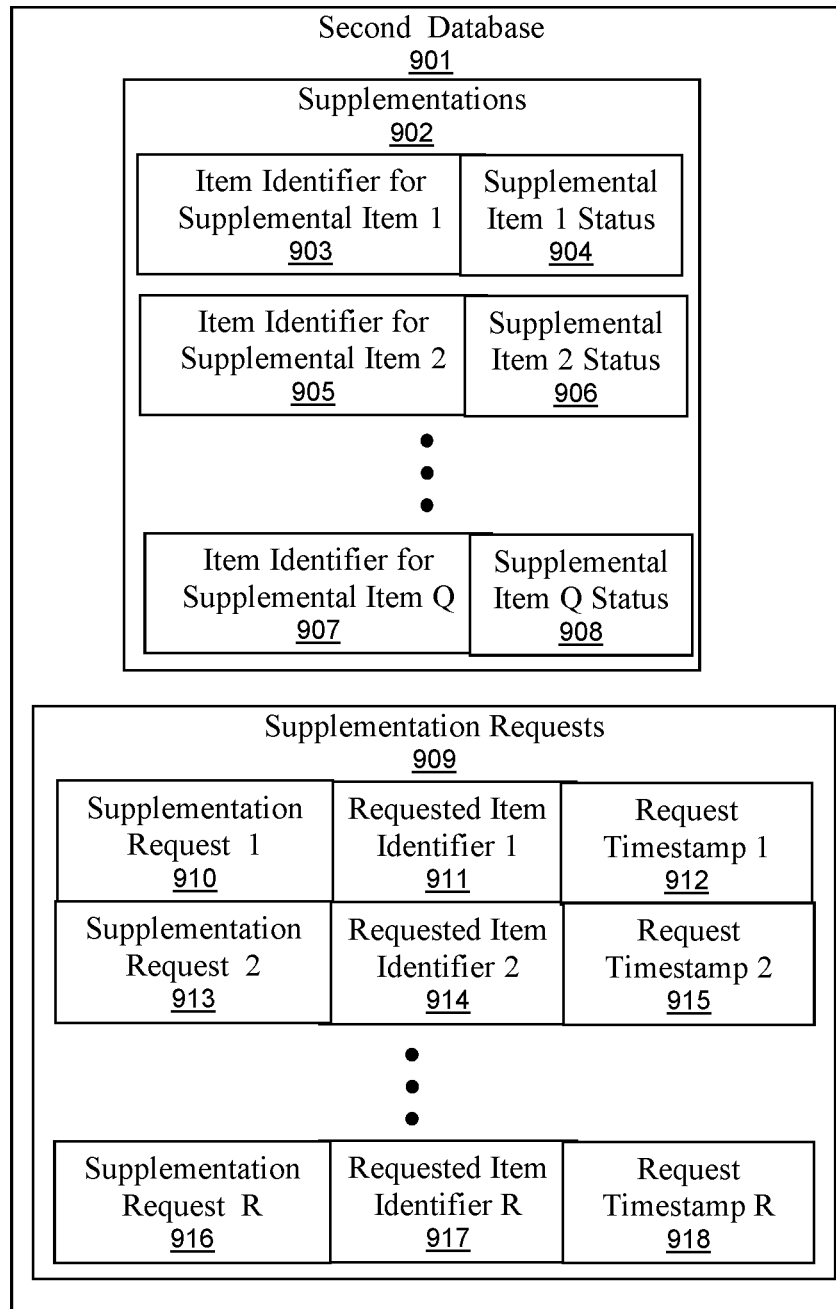 Second Database
901
Supplementations
902
Item Identifier for
Supplemental Item 1
903
Supplemental
Item 1 Status
904
Item Identifier for
Supplemental Item 2
905
Supplemental
Item 2 Status
906
Item Identifier for
Supplemental Item Q
907
Supplemental
Item Q Status
908
Supplementation Requests
909
Supplementation
Request 1
910
Requested Item
Identifier 1
911
Request
Timestamp 1
912
Supplementation
Request 2
913
Requested Item
Identifier 2
914
Request
Timestamp 2
915
Supplementation
Request R
916
Requested Item
Identifier R
917
Request
Timestamp R
918